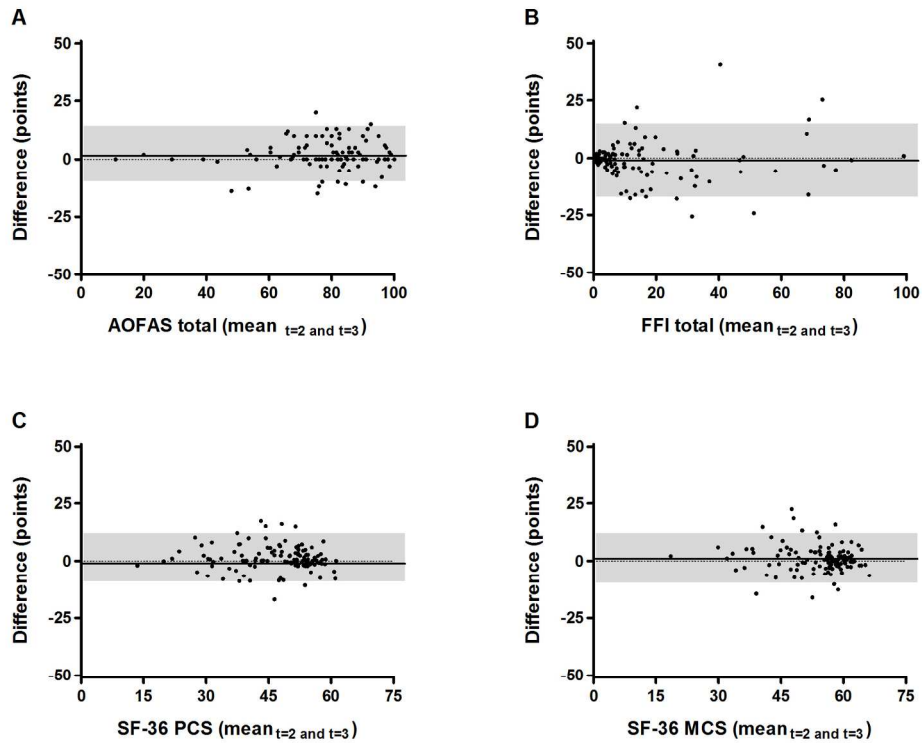 A
Difference (points)
50
25
0
-25
-50
0 20 40 60 80 100
AOFAS total (mean t=2 and t=3)
B
Difference (points)
50
25
0
-25
-50
0 20 40 60 80 100
FFI total (mean t=2 and t=3)
C
Difference (points)
50
25
0
-25
-50
0 15 30 45 60 75
SF-36 PCS (mean t=2 and t=3)
D
Difference (points)
50
25
0
-25
-50
0 15 30 45 60 75
SF-36 MCS (mean t=2 and t=3)